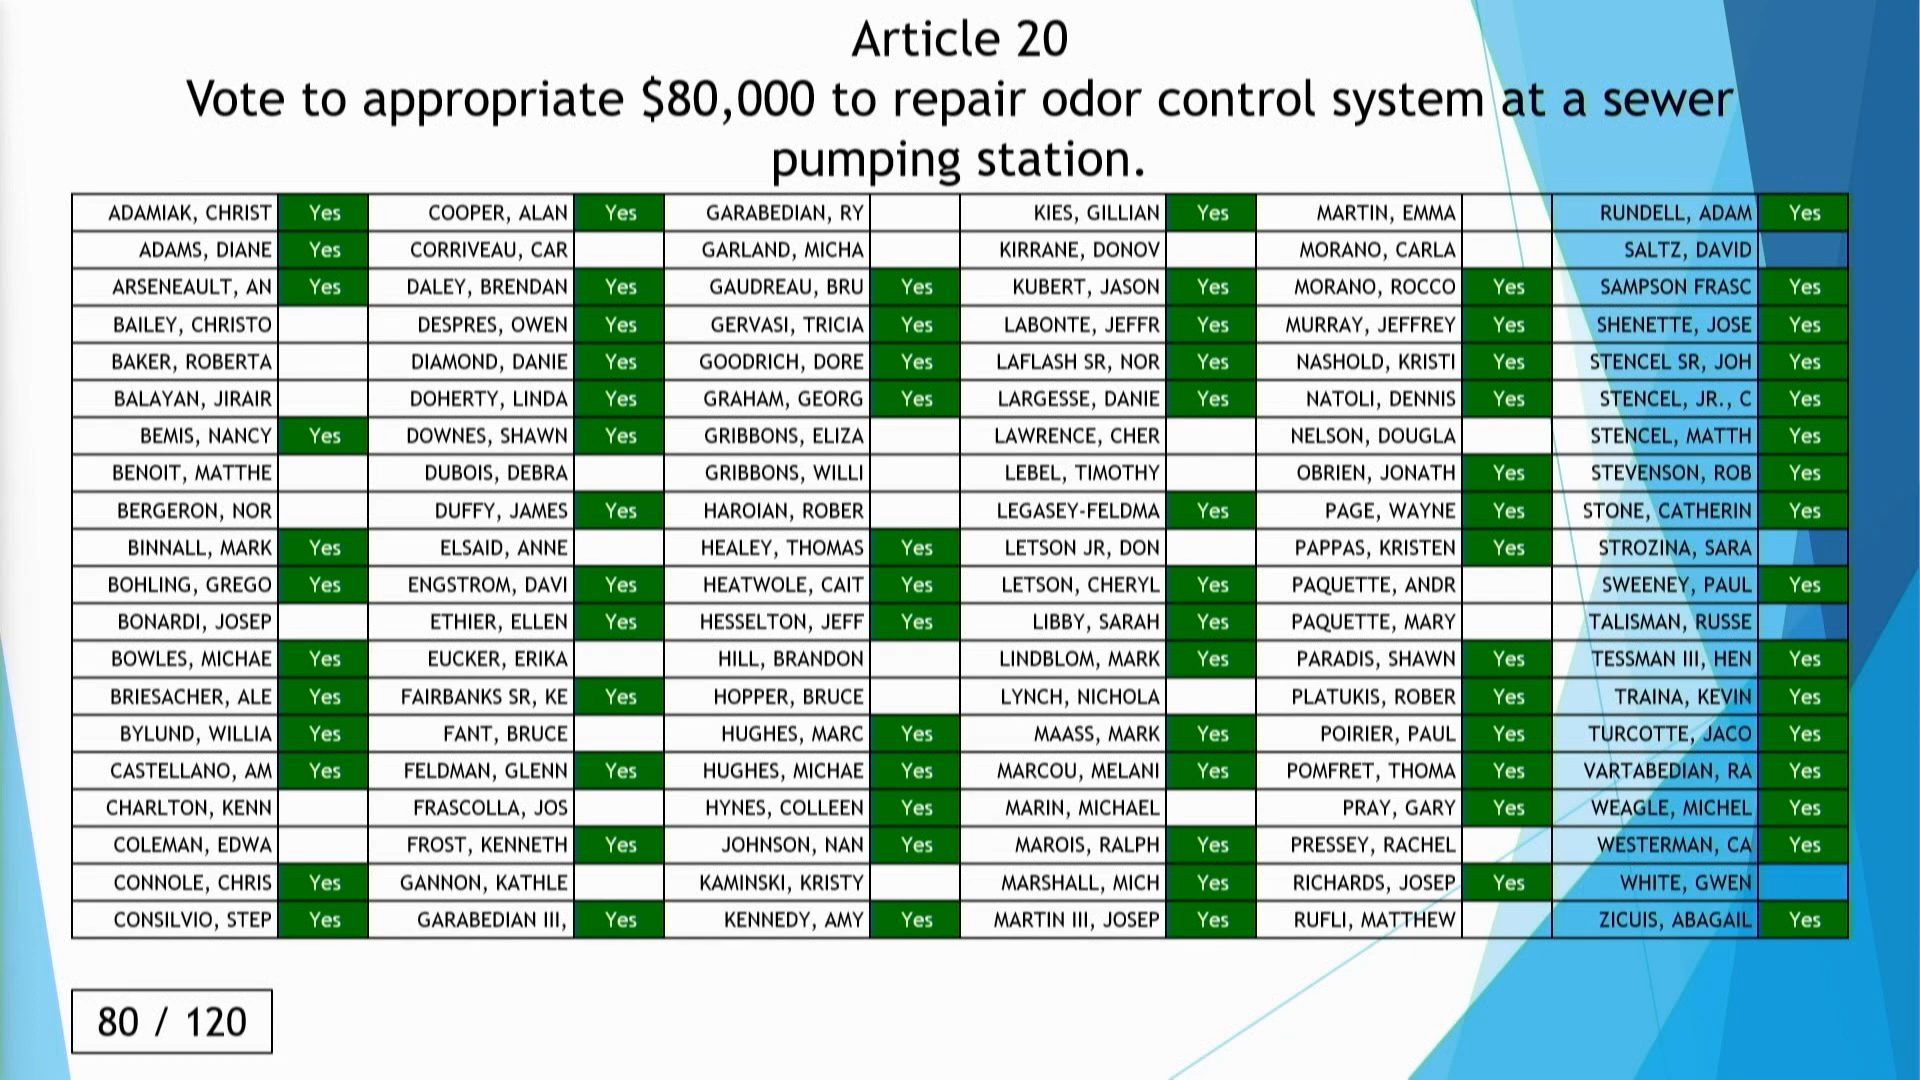 Article 20
Vote to appropriate $80,000 to repair odor control system at a sewer
pumping station.
ADAMIAK, CHRIST Yes COOPER, ALAN Yes GARABEDIAN, RY KIES, GILLIAN Yes MARTIN, EMMA RUNDELL, ADAM Yes
ADAMS, DIANE Yes CORRIVEAU, CAR GARLAND, MICHA KIRRANE, DONOV MORANO, CARLA SALTZ, DAVID
ARSENEAULT, AN Yes DALEY, BRENDAN Yes GAUDREAU, BRU Yes KUBERT, JASON Yes MORANO, ROCCO Yes SAMPSON FRASC Yes
BAILEY, CHRISTO DESPRES, OWEN Yes GERVASI, TRICIA Yes LABONTE, JEFFR Yes MURRAY, JEFFREY Yes SHENETTE, JOSE Yes
BAKER, ROBERTA DIAMOND, DANIE Yes GOODRICH, DORE Yes LAFLASH SR, NOR Yes NASHOLD, KRISTI Yes STENCEL SR, JOH Yes
BALAYAN, JIRAIR DOHERTY, LINDA Yes GRAHAM, GEORG Yes LARGESSE, DANIE Yes NATOLI, DENNIS Yes STENCEL, JR., C Yes
BEMIS, NANCY Yes DOWNES, SHAWN Yes GRIBBONS, ELIZA LAWRENCE, CHER NELSON, DOUGLA STENCEL, MATTH Yes
BENOIT, MATTHE DUBOIS, DEBRA GRIBBONS, WILLI LEBEL, TIMOTHY OBRIEN, JONATH Yes STEVENSON, ROB Yes
BERGERON, NOR DUFFY, JAMES Yes HAROIAN, ROBER LEGASEY-FELDMA Yes PAGE, WAYNE Yes STONE, CATHERIN Yes
BINNALL, MARK Yes ELSAID, ANNE HEALEY, THOMAS Yes LETSON JR, DON PAPPAS, KRISTEN Yes STROZINA, SARA
BOHLING, GREGO Yes ENGSTROM, DAVI Yes HEATWOLE, CAIT Yes LETSON, CHERYL Yes PAQUETTE, ANDR SWEENEY, PAUL Yes
BONARDI, JOSEP ETHIER, ELLEN Yes HESSELTON, JEFF Yes LIBBY, SARAH Yes PAQUETTE, MARY TALISMAN, RUSSE
BOWLES, MICHAE Yes EUCKER, ERIKA HILL, BRANDON LINDBLOM, MARK Yes PARADIS, SHAWN Yes TESSMAN III, HEN Yes
BRIESACHER, ALE Yes FAIRBANKS SR, KE Yes HOPPER, BRUCE LYNCH, NICHOLA PLATUKIS, ROBER Yes TRAINA, KEVIN Yes
BYLUND, WILLIA Yes FANT, BRUCE HUGHES, MARC Yes MAASS, MARK Yes POIRIER, PAUL Yes TURCOTTE, JACO Yes
CASTELLANO, AM Yes FELDMAN, GLENN Yes HUGHES, MICHAE Yes MARCOU, MELANI Yes POMFRET, THOMA Yes VARTABEDIAN, RA Yes
CHARLTON, KENN FRASCOLLA, JOS HYNES, COLLEEN Yes MARIN, MICHAEL PRAY, GARY Yes WEAGLE, MICHEL Yes
COLEMAN, EDWA FROST, KENNETH Yes JOHNSON, NAN Yes MAROIS, RALPH Yes PRESSEY, RACHEL WESTERMAN, CA Yes
CONNOLE, CHRIS Yes GANNON, KATHLE KAMINSKI, KRISTY MARSHALL, MICH Yes RICHARDS, JOSEP Yes WHITE, GWEN
CONSILVIO, STEP Yes GARABEDIAN III, Yes KENNEDY, AMY Yes MARTIN III, JOSEP Yes RUFLI, MATTHEW ZICUIS, ABAGAIL Yes
80 / 120